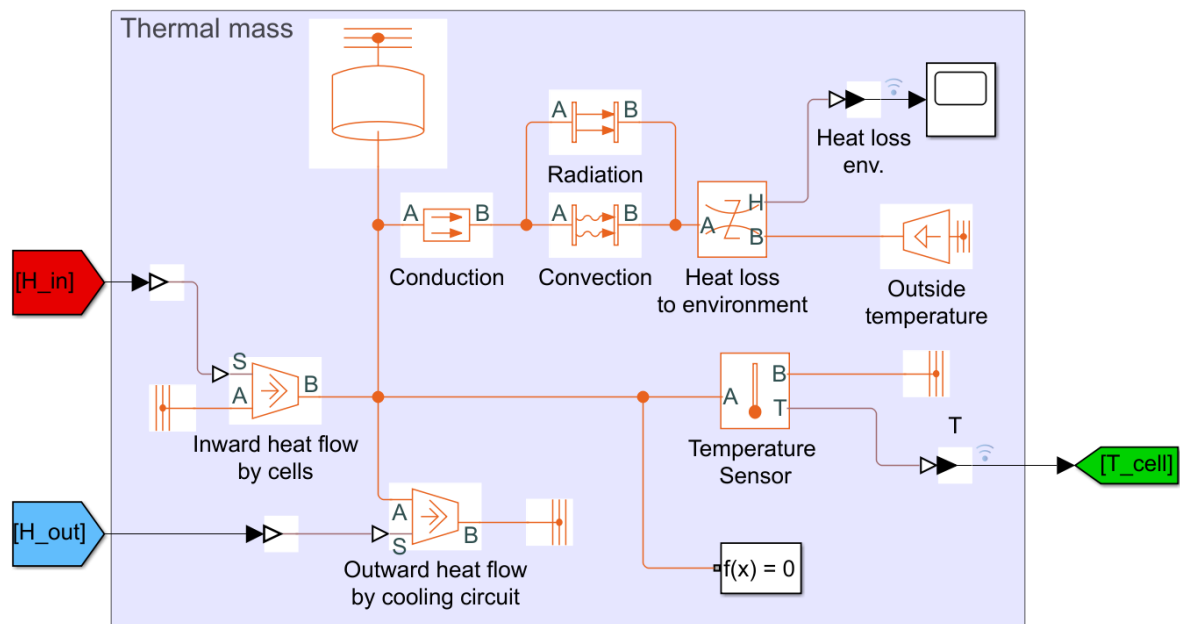 Thermal mass
A
B
Radiation
Heat loss
env.
A
B
Conduction
A
B
Convection
A
H
B
Heat loss
to environment
Outside
temperature
[H_in]
S
A
B
Inward heat flow
by cells
A
B
T
Temperature
Sensor
T
[T_cell]
[H_out]
A
S
B
Outward heat flow
by cooling circuit
f(x) = 0